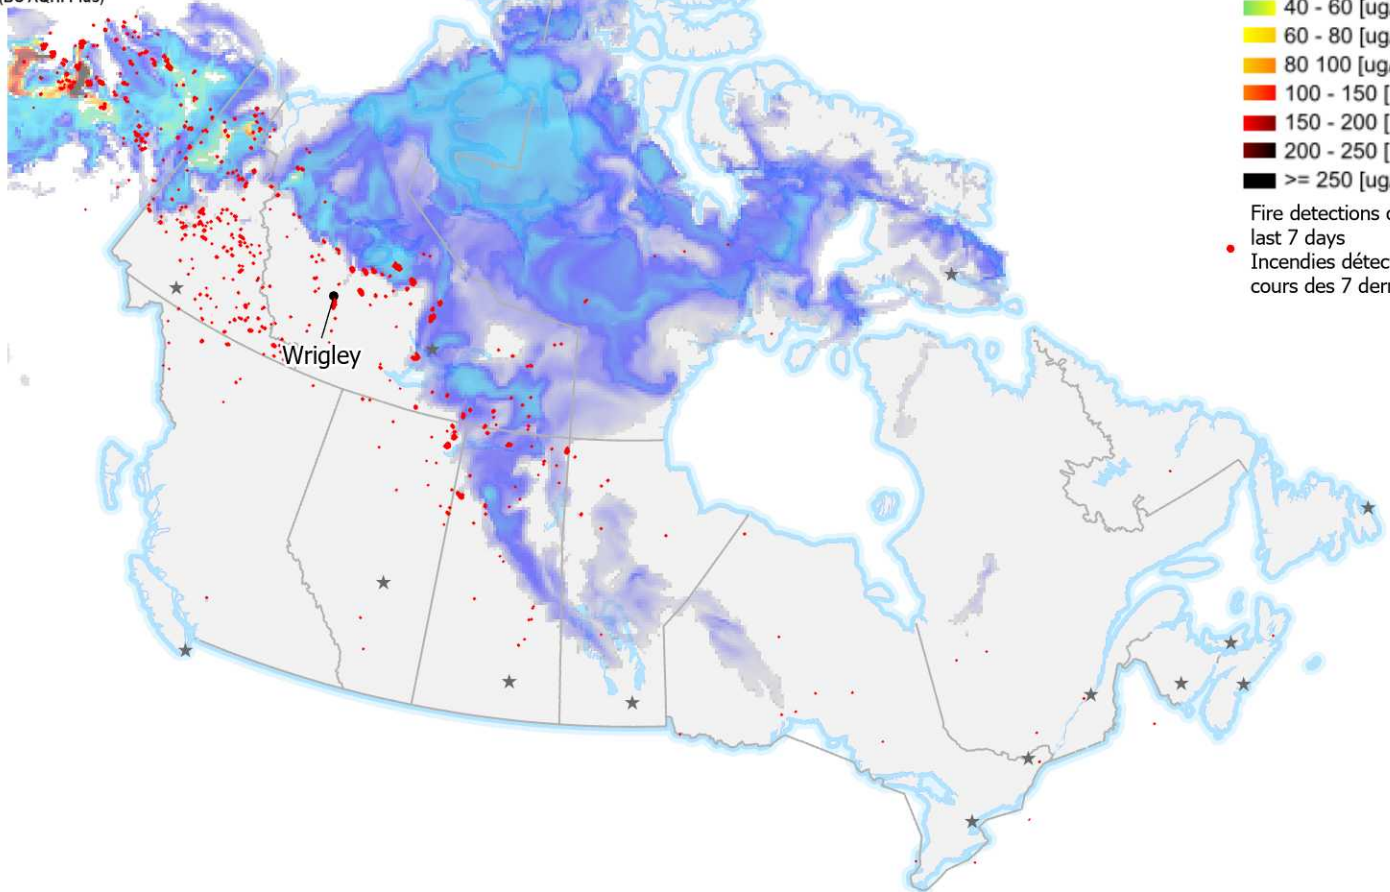 40 - 60 [ug/
60 - 80 [ug/
80 100 [ug/
100 - 150 [
150 - 200 [
200 - 250 [
>= 250 [ug/
Fire detections
last 7 days
Incendies détec
cours des 7 der
Wrigley